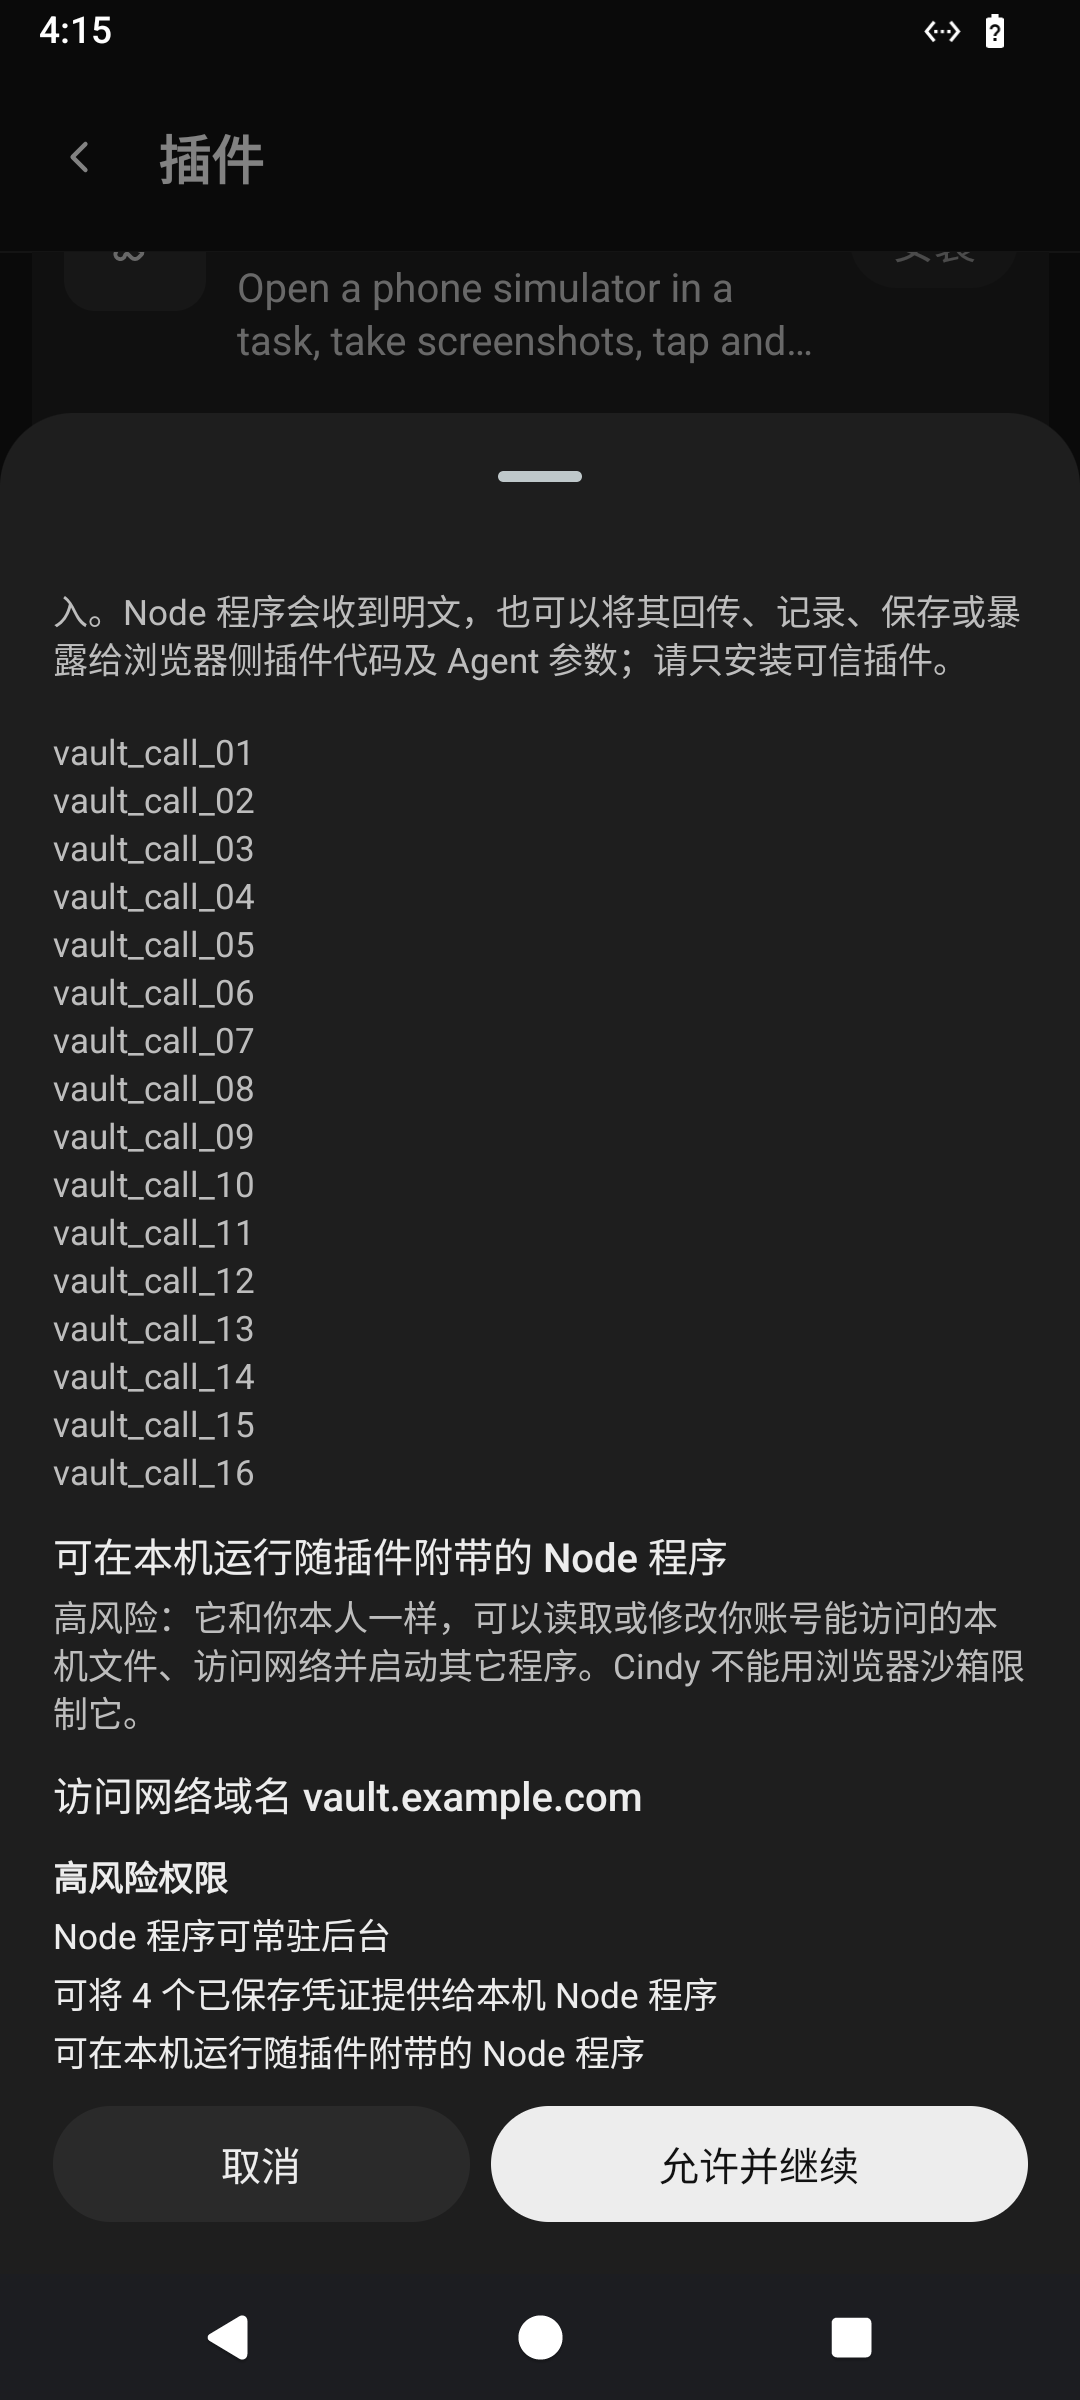 4:15
插件
安装
Open a phone simulator in a
task, take screenshots, tap and...
入。Node 程序会收到明文，也可以将其回传、记录、保存或暴
露给浏览器侧插件代码及 Agent 参数；请只安装可信插件。
vault_call_01
vault_call_02
vault_call_03
vault_call_04
vault_call_05
vault_call_06
vault_call_07
vault_call_08
vault_call_09
vault_call_10
vault_call_11
vault_call_12
vault_call_13
vault_call_14
vault_call_15
vault_call_16
可在本机运行随插件附带的 Node 程序
高风险：它和你本人一样，可以读取或修改你账号能访问的本
机文件、访问网络并启动其它程序。Cindy 不能用浏览器沙箱限
制它。
访问网络域名 vault.example.com
高风险权限
Node 程序可常驻后台
可将 4 个已保存凭证提供给本机 Node 程序
可在本机运行随插件附带的 Node 程序
取消
允许并继续